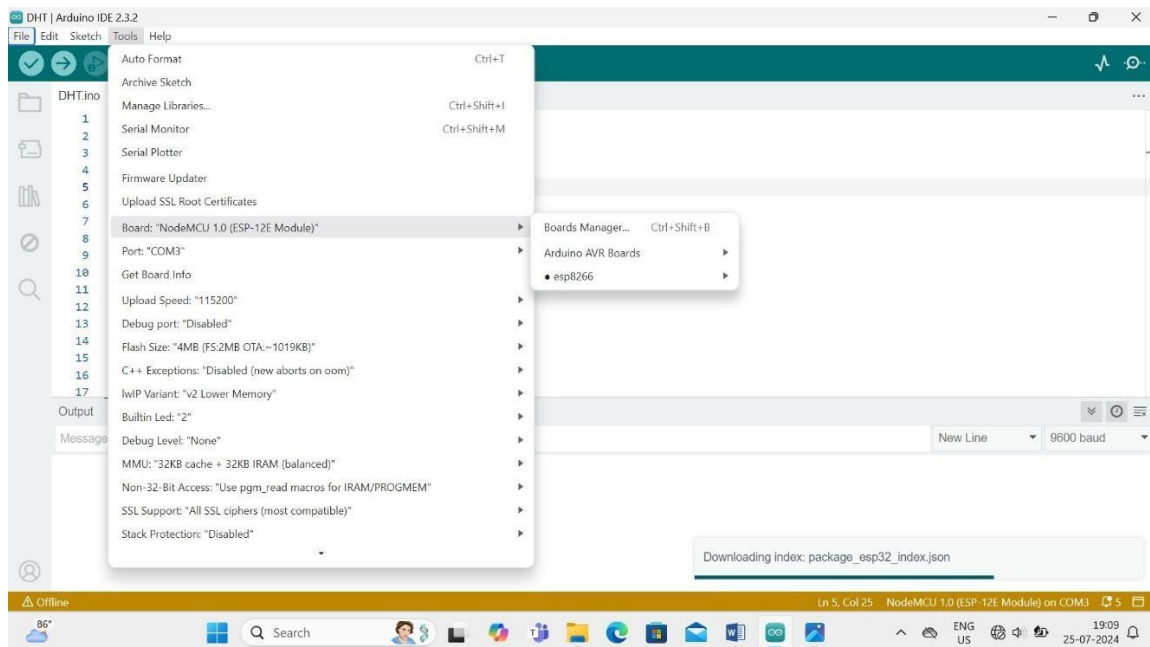 DHT | Arduino IDE 2.3.2
File Edit Sketch Tools Help
DHT.ino
1
2
3
4
5
6
7
8
9
10
11
12
13
14
15
16
17
Auto Format Ctrl+T
Archive Sketch
Manage Libraries... Ctrl+Shift+I
Serial Monitor Ctrl+Shift+M
Serial Plotter
Firmware Updater
Upload SSL Root Certificates
Board: "NodeMCU 1.0 (ESP-12E Module)"
Port: "COM3"
Get Board Info
Upload Speed: "115200"
Debug port: "Disabled"
Flash Size: "4MB (FS:2MB OTA:~1019KB)"
C++ Exceptions: "Disabled (new aborts on oom)"
lwIP Variant: "v2 Lower Memory"
Builtin Led: "2"
Debug Level: "None"
MMU: "32KB cache + 32KB IRAM (balanced)"
Non-32-Bit Access: "Use pgm_read macros for IRAM/PROGMEM"
SSL Support: "All SSL ciphers (most compatible)"
Stack Protection: "Disabled"
Boards Manager... Ctrl+Shift+B
Arduino AVR Boards
esp8266
Output
Message
New Line 9600 baud
Downloading index: package_esp32_index.json
Offline
Ln 5, Col 25 NodeMCU 1.0 (ESP-12E Module) on COM3 5
86°
Search
ENG
US
19:09
25-07-2024